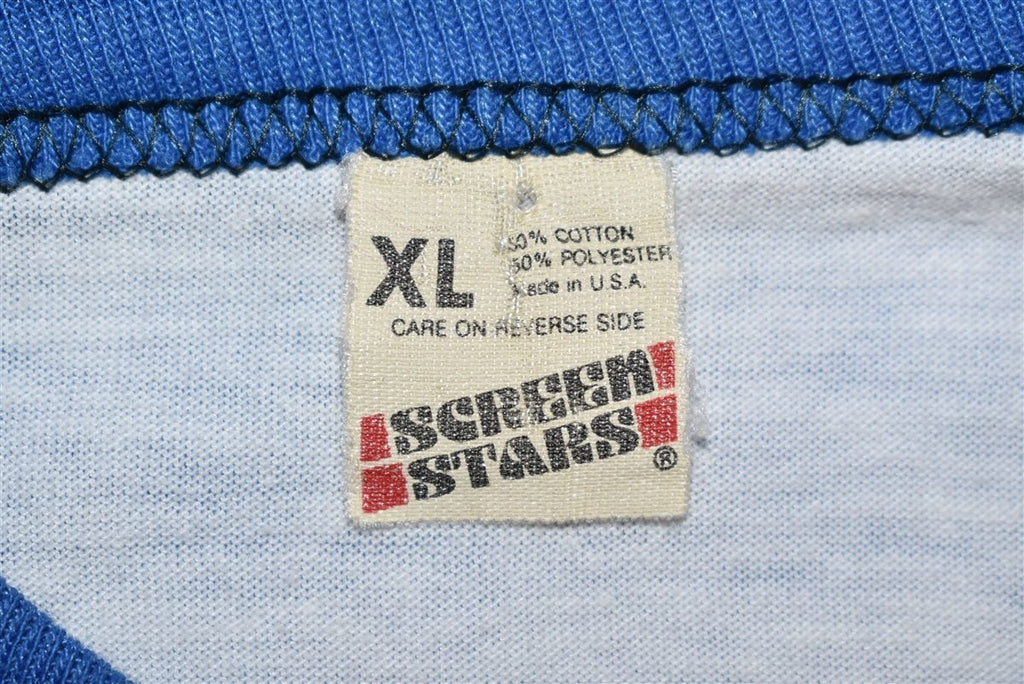 XL
50% COTTON
50% POLYESTER
Made in U.S.A.
CARE ON REVERSE SIDE
SCREEN
STARS
®